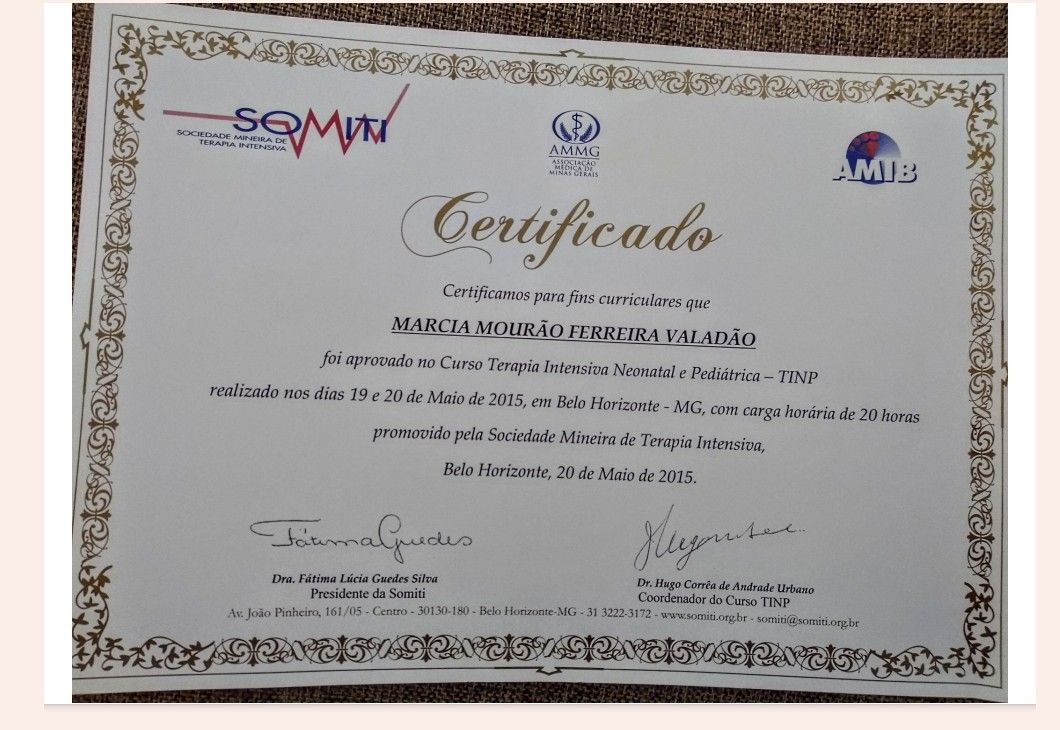 SOMITI
SOCIEDADE MINEIRA DE
TERAPIA INTENSIVA
AMMG
ASSOCIAÇÃO
MÉDICA DE
MINAS GERAIS
AMIB
Certificado
Certificamos para fins curriculares que
MARCIA MOURÃO FERREIRA VALADÃO
foi aprovado no Curso Terapia Intensiva Neonatal e Pediátrica – TINP
realizado nos dias 19 e 20 de Maio de 2015, em Belo Horizonte - MG, com carga horária de 20 horas
promovido pela Sociedade Mineira de Terapia Intensiva,
Belo Horizonte, 20 de Maio de 2015.
Fátima Guedes
Dra. Fátima Lúcia Guedes Silva
Presidente da Somiti
Dr. Hugo Corrêa de Andrade Urbano
Coordenador do Curso TINP
Av. João Pinheiro, 161/05 - Centro - 30130-180 - Belo Horizonte-MG - 31 3222-3172 - www.somiti.org.br - somiti@somiti.org.br